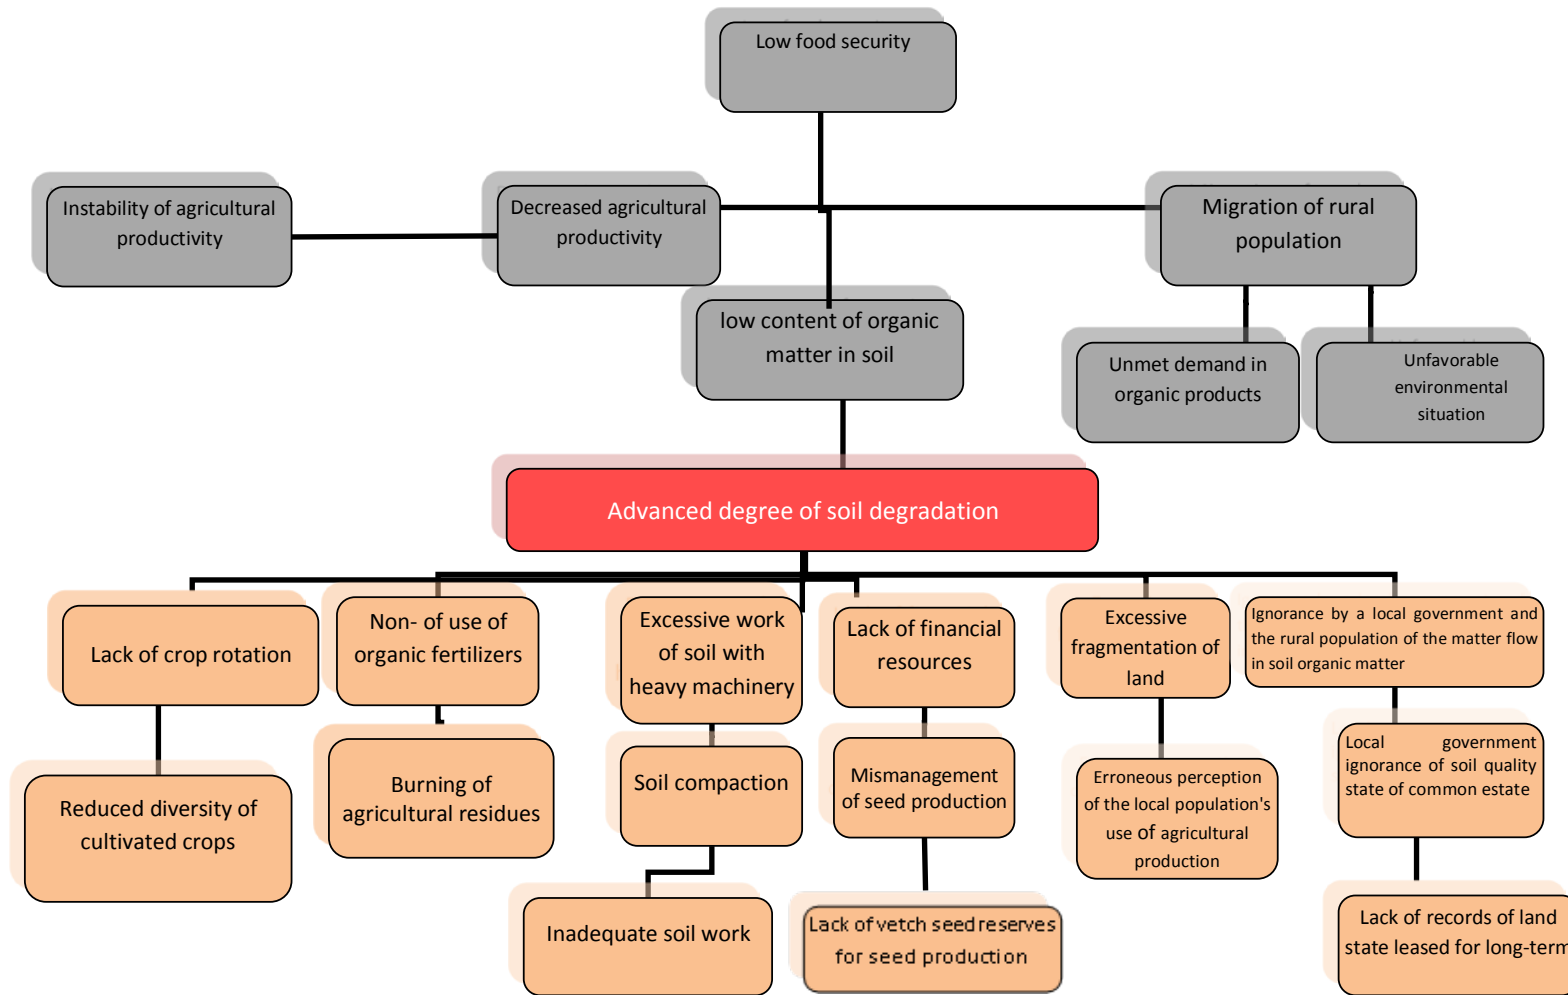 Low food security
Instability of agricultural
productivity
Decreased agricultural
productivity
Migration of rural
population
low content of organic
matter in soil
Unmet demand in
organic products
Unfavorable
environmental
situation
Advanced degree of soil degradation
Lack of crop rotation
Non- of use of
organic fertilizers
Excessive work
of soil with
heavy machinery
Lack of financial
resources
Excessive
fragmentation of
land
Ignorance by a local government and
the rural population of the matter flow
in soil organic matter
Reduced diversity of
cultivated crops
Burning of
agricultural residues
Soil compaction
Mismanagement
of seed production
Erroneous perception
of the local population's
use of agricultural
production
Local government
ignorance of soil quality
state of common estate
Inadequate soil work
Lack of vetch seed reserves
for seed production
Lack of records of land
state leased for long-term